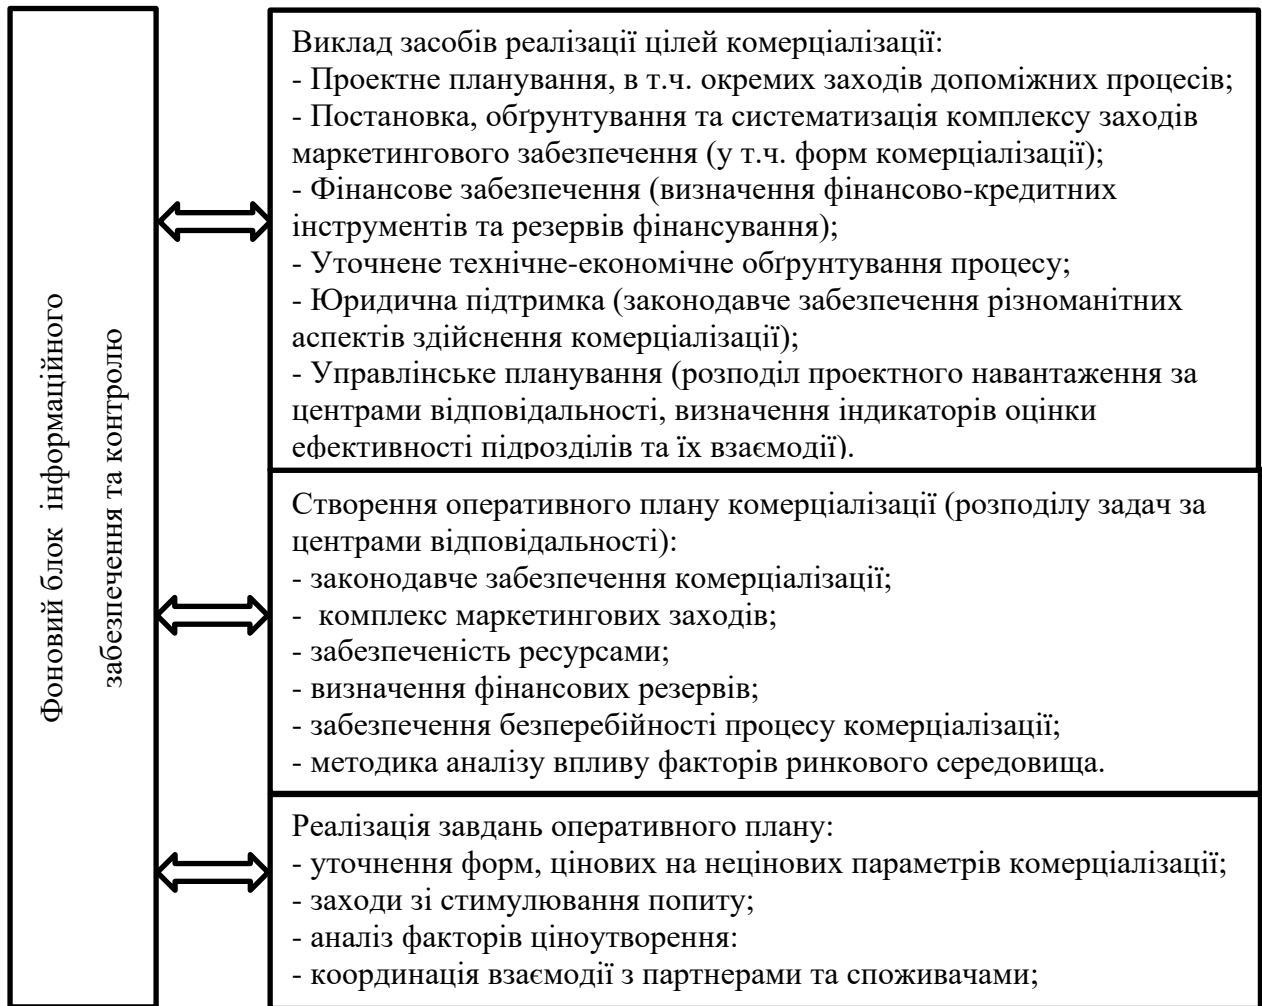 Фоновий блок інформаційного
забезпечення та контролю
Виклад засобів реалізації цілей комерціалізації:
- Проектне планування, в т.ч. окремих заходів допоміжних процесів;
- Постановка, обґрунтування та систематизація комплексу заходів
маркетингового забезпечення (у т.ч. форм комерціалізації);
- Фінансове забезпечення (визначення фінансово-кредитних
інструментів та резервів фінансування);
- Уточнене технічне-економічне обґрунтування процесу;
- Юридична підтримка (законодавче забезпечення різноманітних
аспектів здійснення комерціалізації);
- Управлінське планування (розподіл проектного навантаження за
центрами відповідальності, визначення індикаторів оцінки
ефективності підрозділів та їх взаємодії).
Створення оперативного плану комерціалізації (розподілу задач за
центрами відповідальності):
- законодавче забезпечення комерціалізації;
- комплекс маркетингових заходів;
- забезпеченість ресурсами;
- визначення фінансових резервів;
- забезпечення безперебійності процесу комерціалізації;
- методика аналізу впливу факторів ринкового середовища.
Реалізація завдань оперативного плану:
- уточнення форм, цінових на нецінових параметрів комерціалізації;
- заходи зі стимулювання попиту;
- аналіз факторів ціноутворення:
- координація взаємодії з партнерами та споживачами;